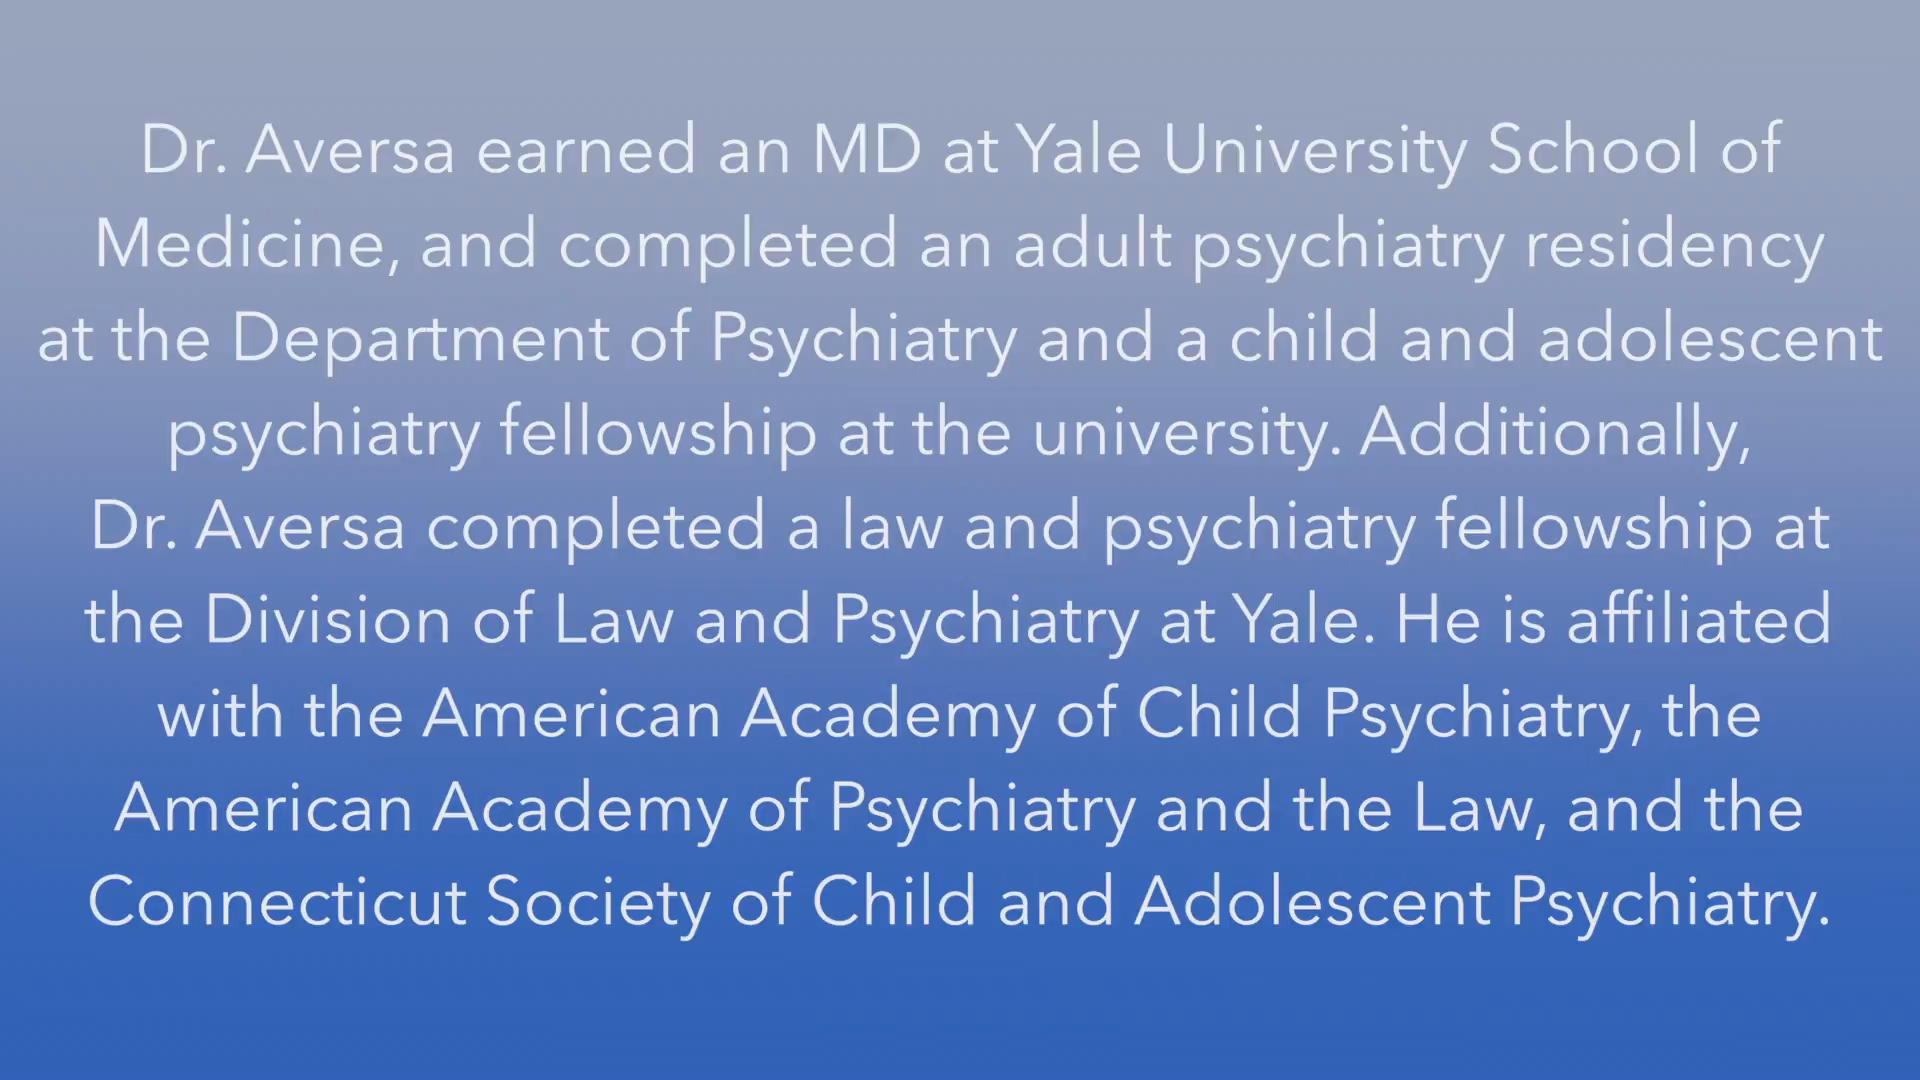 Dr. Aversa earned an MD at Yale University School of
Medicine, and completed an adult psychiatry residency
at the Department of Psychiatry and a child and adolescent
psychiatry fellowship at the university. Additionally,
Dr. Aversa completed a law and psychiatry fellowship at
the Division of Law and Psychiatry at Yale. He is affiliated
with the American Academy of Child Psychiatry, the
American Academy of Psychiatry and the Law, and the
Connecticut Society of Child and Adolescent Psychiatry.